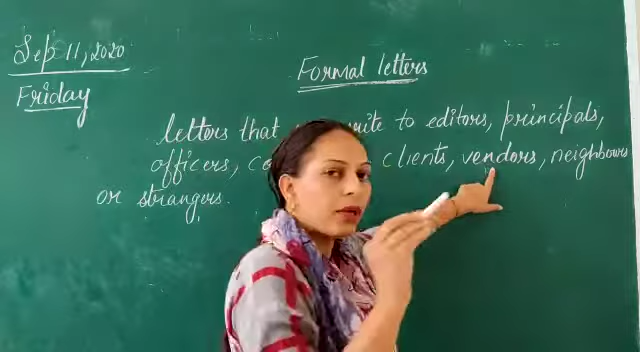 Sep 11, 2020
Friday
Formal letters
letters that write to editors, principals,
officers, clients, vendors, neighbours
or strangers.